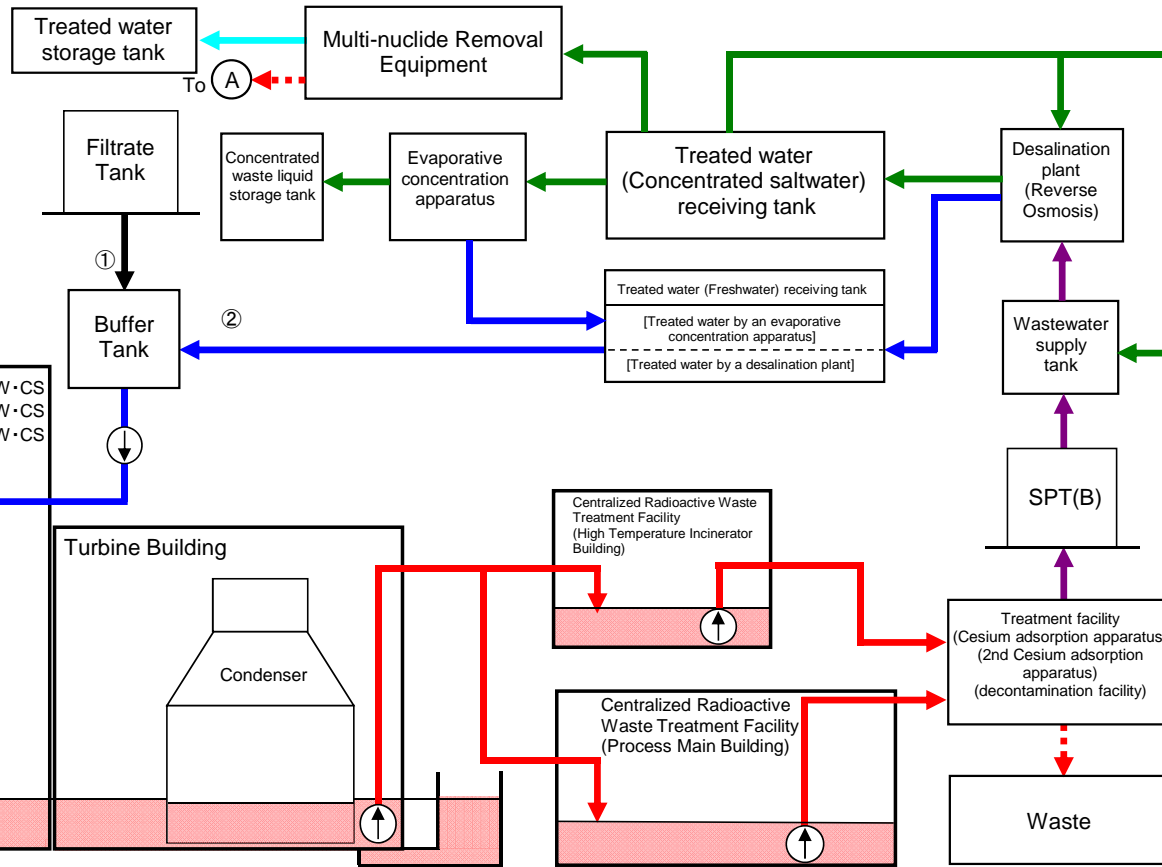 Treated water
storage tank
Multi-nuclide Removal
Equipment
To
A
Filtrate
Tank
Concentrated
waste liquid
storage tank
Evaporative
concentration
apparatus
Treated water
(Concentrated saltwater)
receiving tank
Desalination
plant
(Reverse
Osmosis)
①
Buffer
Tank
②
Treated water (Freshwater) receiving tank
[Treated water by an evaporative
concentration apparatus]
[Treated water by a desalination plant]
Wastewater
supply
tank
W・CS
W・CS
W・CS
SPT(B)
Turbine Building
Condenser
Centralized Radioactive Waste
Treatment Facility
(High Temperature Incinerator
Building)
Treatment facility
(Cesium adsorption apparatus
(2nd Cesium adsorption
apparatus)
(decontamination facility)
Centralized Radioactive
Waste Treatment Facility
(Process Main Building)
Waste